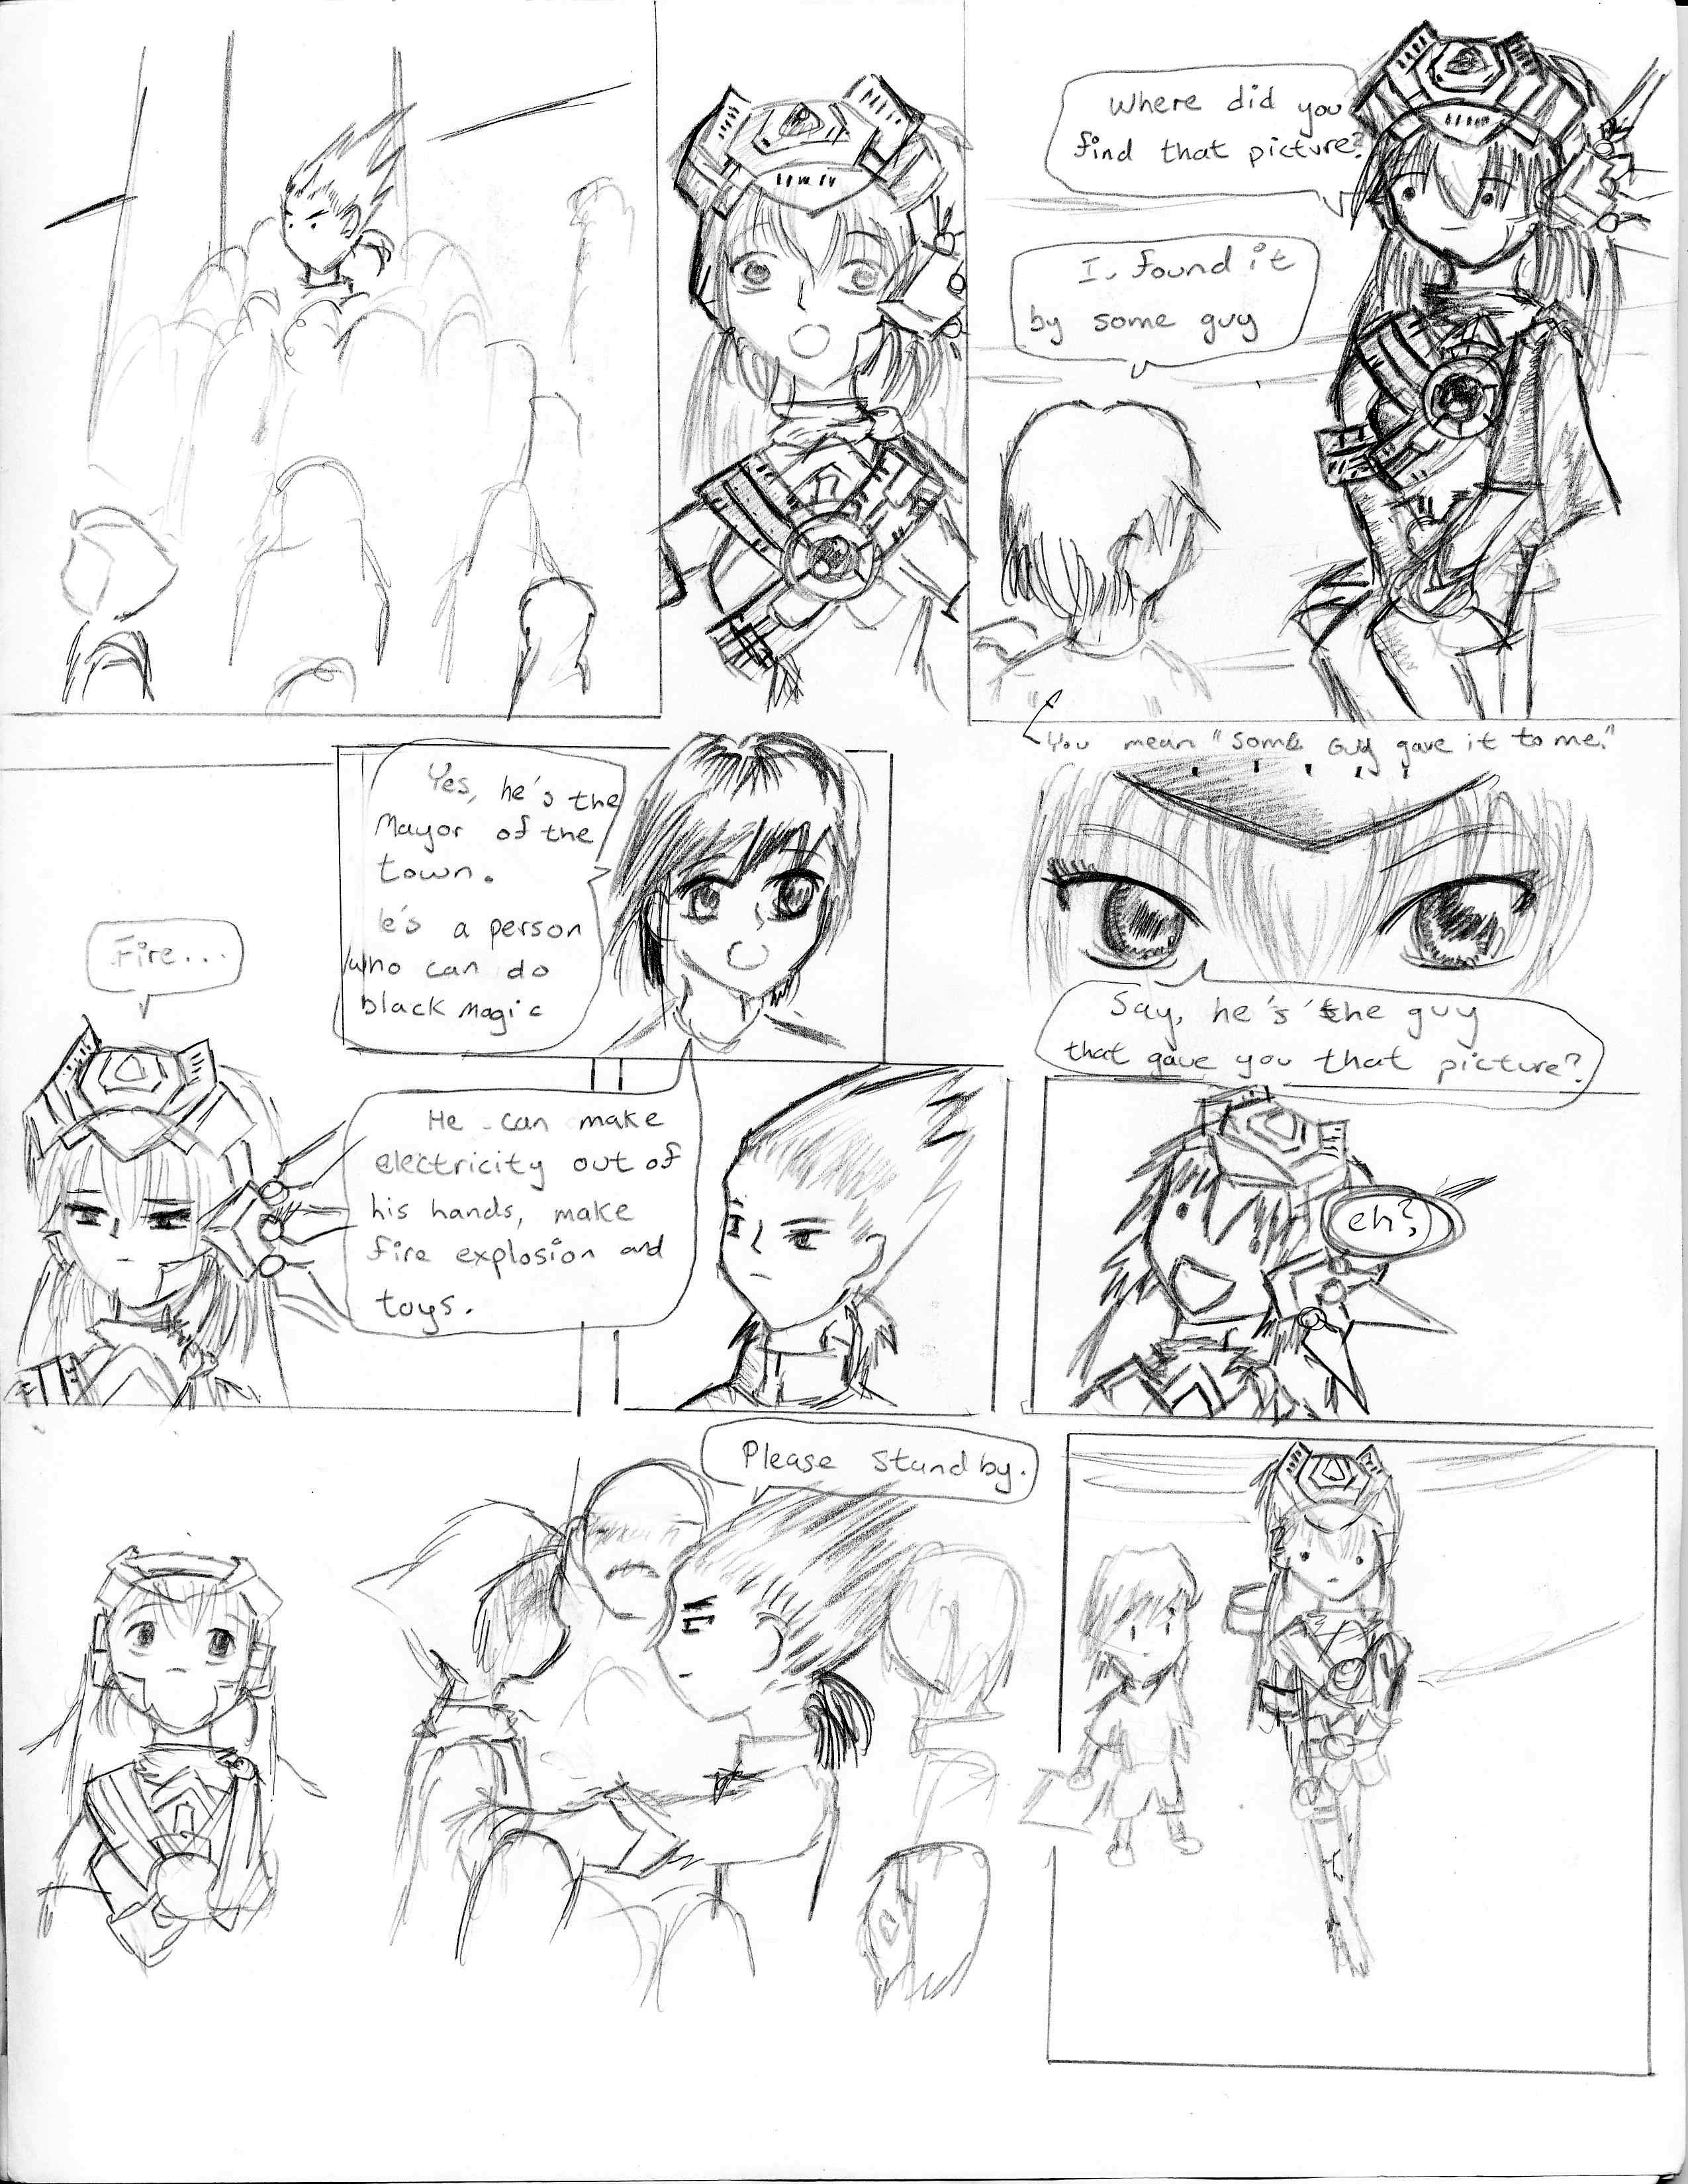 Where did you
find that picture?
I, found it
by some guy
You mean "Some Guy gave it to me."
Yes, he's the
Mayor of the
town.
e's a person
who can do
black magic
Say, he's the guy
that gave you that picture?
Fire...
He can make
electricity out of
his hands, make
fire explosion and
toys.
eh?
Please Stand by.